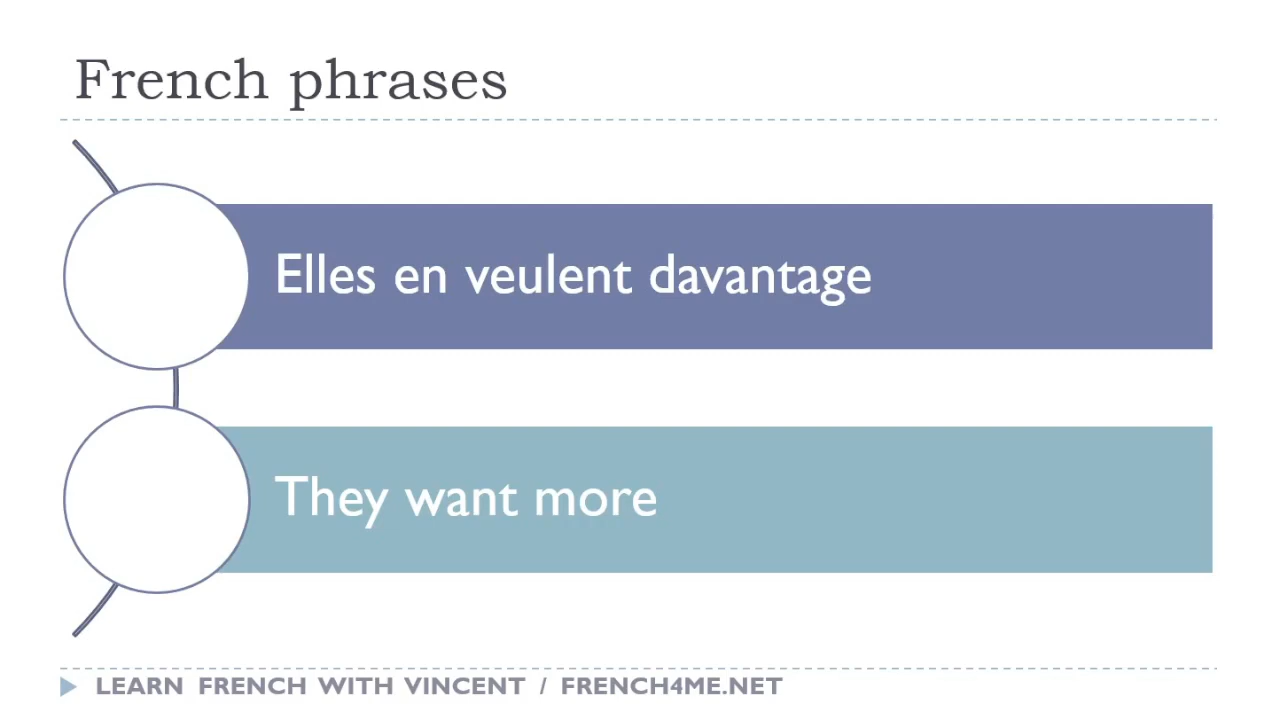 French phrases
Elles en veulent davantage
They want more
LEARN FRENCH WITH VINCENT / FRENCH4ME.NET